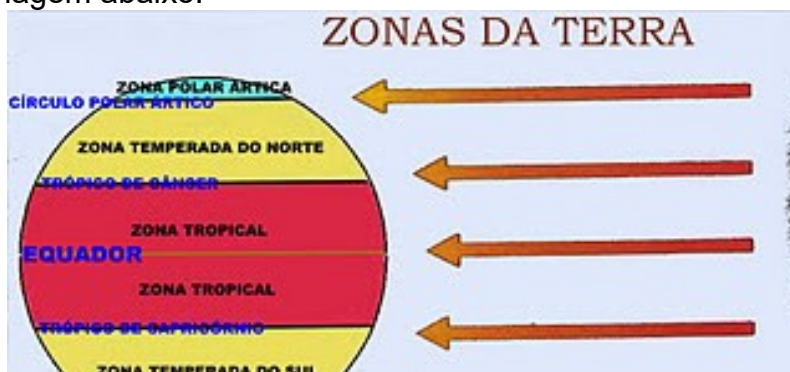 abaixo.
ZONAS DA TERRA
ZONA POLAR ÁRTICA
CÍRCULO POLAR ÁRTICO
ZONA TEMPERADA DO NORTE
TRÓPICO DE CÂNCER
ZONA TROPICAL
EQUADOR
ZONA TROPICAL
TRÓPICO DE CAPRICÓRNIO
ZONA TEMPERADA DO SUL